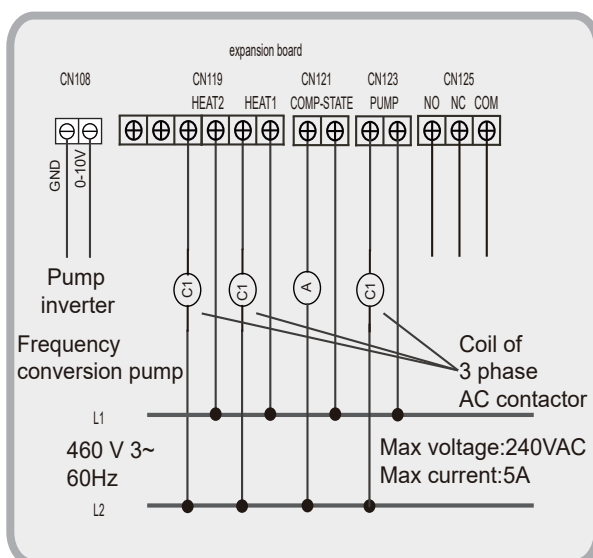 expansion board
CN108 CN119 CN121 CN123 CN125
HEAT2 HEAT1 COMP-STATE PUMP NO NC COM
GND
0-10V
C1 C1 A C1
Pump
inverter
Frequency
conversion pump
Coil of
3 phase
AC contactor
L1
460 V 3~
60Hz
Max voltage:240VAC
Max current:5A
L2